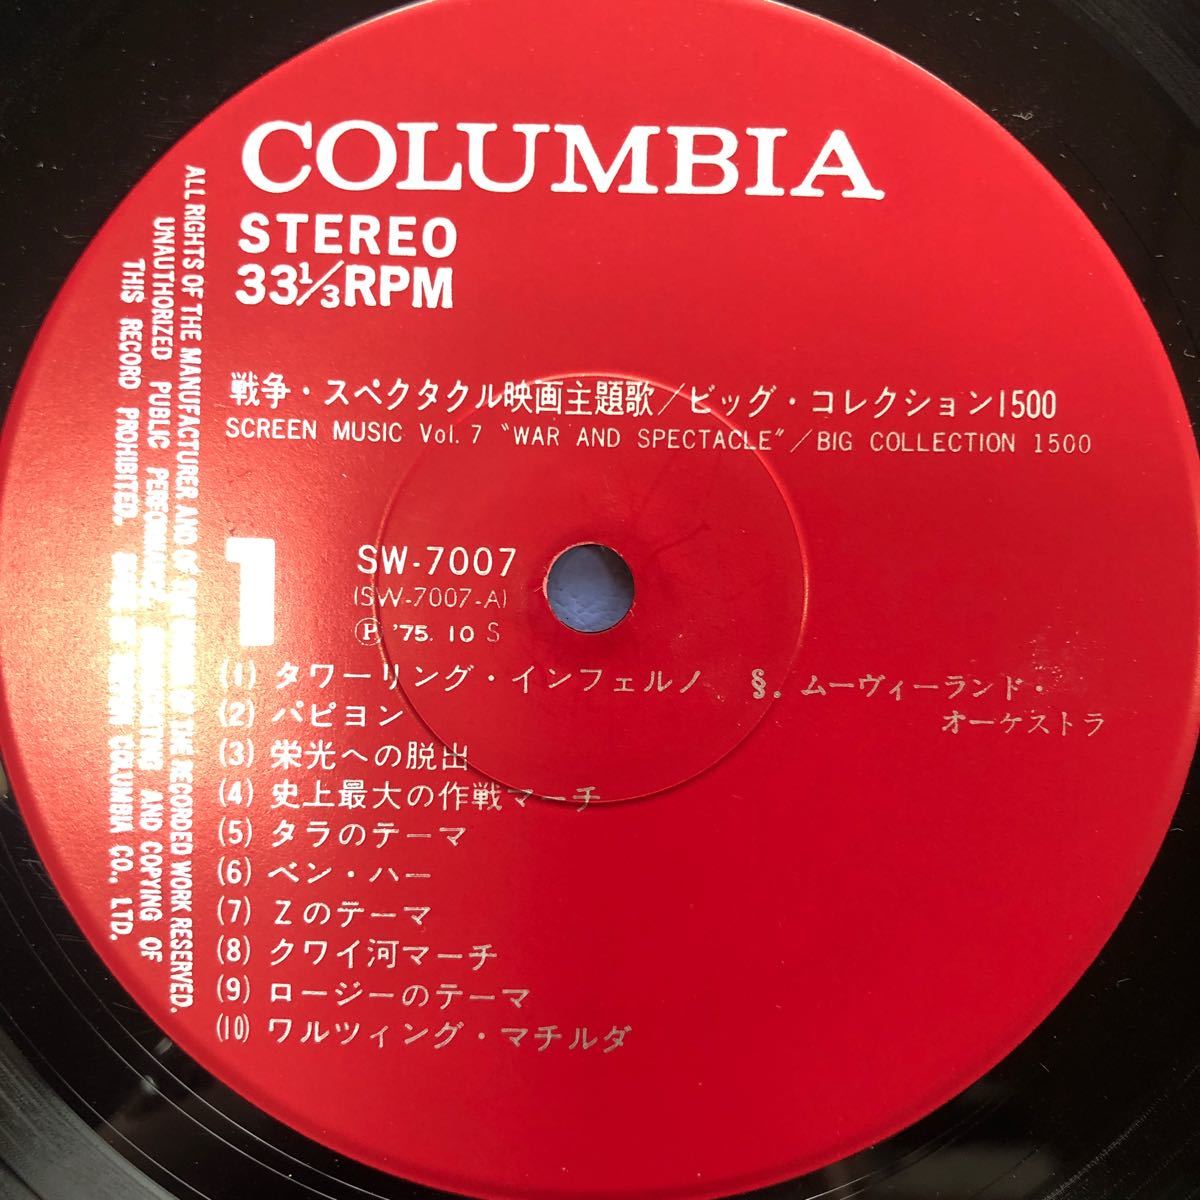 COLUMBIA
STEREO
33⅓RPM
戦争・スペクタクル映画主題歌/ビッグ・コレクション1500
SCREEN MUSIC Vol. 7 "WAR AND SPECTACLE"/BIG COLLECTION 1500
1
SW-7007
(SW-7007-A)
Ⓟ '75. 10 S
(1) タワーリング・インフェルノ §. ムーヴィーランド・
オーケストラ
(2) パピヨン
(3) 栄光への脱出
(4) 史上最大の作戦マーチ
(5) タラのテーマ
(6) ベン・ハー
(7) Zのテーマ
(8) クワイ河マーチ
(9) ロージーのテーマ
(10) ワルツィング・マチルダ
ALL RIGHTS OF THE MANUFACTURER AND OF THE OWNER OF THE RECORDED WORK RESERVED.
UNAUTHORIZED PUBLIC PERFORMANCE, BROADCASTING AND COPYING OF
THIS RECORD PROHIBITED. MADE BY NIPPON COLUMBIA CO., LTD.